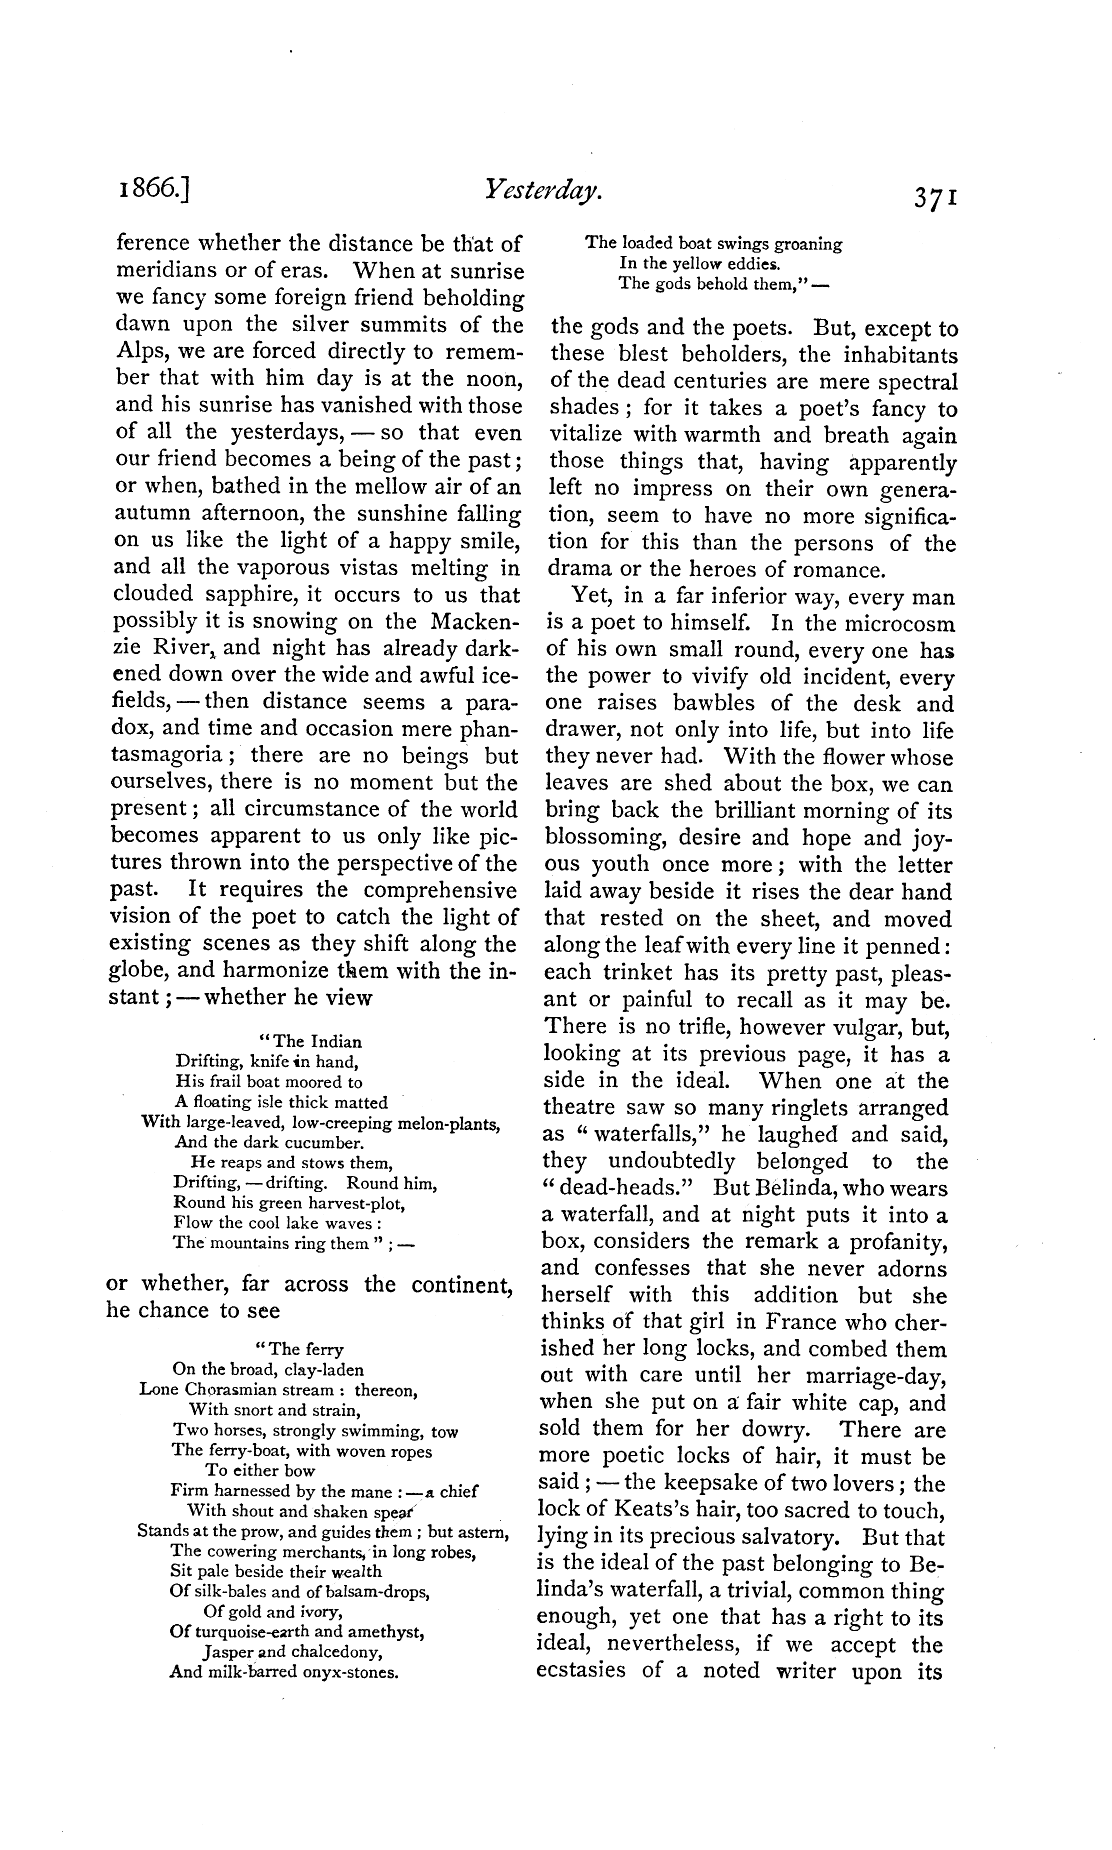 1866.]
Yesterday.
371
ference whether the distance be that of
meridians or of eras. When at sunrise
we fancy some foreign friend beholding
dawn upon the silver summits of the
Alps, we are forced directly to remem-
ber that with him day is at the noon,
and his sunrise has vanished with those
of all the yesterdays, — so that even
our friend becomes a being of the past;
or when, bathed in the mellow air of an
autumn afternoon, the sunshine falling
on us like the light of a happy smile,
and all the vaporous vistas melting in
clouded sapphire, it occurs to us that
possibly it is snowing on the Macken-
zie River, and night has already dark-
ened down over the wide and awful ice-
fields, — then distance seems a para-
dox, and time and occasion mere phan-
tasmagoria; there are no beings but
ourselves, there is no moment but the
present; all circumstance of the world
becomes apparent to us only like pic-
tures thrown into the perspective of the
past. It requires the comprehensive
vision of the poet to catch the light of
existing scenes as they shift along the
globe, and harmonize them with the in-
stant; — whether he view
"The Indian
Drifting, knife in hand,
His frail boat moored to
A floating isle thick matted
With large-leaved, low-creeping melon-plants,
And the dark cucumber.
He reaps and stows them,
Drifting, — drifting. Round him,
Round his green harvest-plot,
Flow the cool lake waves:
The mountains ring them"; —
or whether, far across the continent,
he chance to see
"The ferry
On the broad, clay-laden
Lone Chorasmian stream: thereon,
With snort and strain,
Two horses, strongly swimming, tow
The ferry-boat, with woven ropes
To either bow
Firm harnessed by the mane: — a chief
With shout and shaken spear
Stands at the prow, and guides them; but astern,
The cowering merchants, in long robes,
Sit pale beside their wealth
Of silk-bales and of balsam-drops,
Of gold and ivory,
Of turquoise-earth and amethyst,
Jasper and chalcedony,
And milk-barred onyx-stones.
The loaded boat swings groaning
In the yellow eddies.
The gods behold them," —
the gods and the poets. But, except to
these blest beholders, the inhabitants
of the dead centuries are mere spectral
shades; for it takes a poet's fancy to
vitalize with warmth and breath again
those things that, having apparently
left no impress on their own genera-
tion, seem to have no more significa-
tion for this than the persons of the
drama or the heroes of romance.
Yet, in a far inferior way, every man
is a poet to himself. In the microcosm
of his own small round, every one has
the power to vivify old incident, every
one raises bawbles of the desk and
drawer, not only into life, but into life
they never had. With the flower whose
leaves are shed about the box, we can
bring back the brilliant morning of its
blossoming, desire and hope and joy-
ous youth once more; with the letter
laid away beside it rises the dear hand
that rested on the sheet, and moved
along the leaf with every line it penned:
each trinket has its pretty past, pleas-
ant or painful to recall as it may be.
There is no trifle, however vulgar, but,
looking at its previous page, it has a
side in the ideal. When one at the
theatre saw so many ringlets arranged
as "waterfalls," he laughed and said,
they undoubtedly belonged to the
"dead-heads." But Belinda, who wears
a waterfall, and at night puts it into a
box, considers the remark a profanity,
and confesses that she never adorns
herself with this addition but she
thinks of that girl in France who cher-
ished her long locks, and combed them
out with care until her marriage-day,
when she put on a fair white cap, and
sold them for her dowry. There are
more poetic locks of hair, it must be
said; — the keepsake of two lovers; the
lock of Keats's hair, too sacred to touch,
lying in its precious salvatory. But that
is the ideal of the past belonging to Be-
linda's waterfall, a trivial, common thing
enough, yet one that has a right to its
ideal, nevertheless, if we accept the
ecstasies of a noted writer upon its